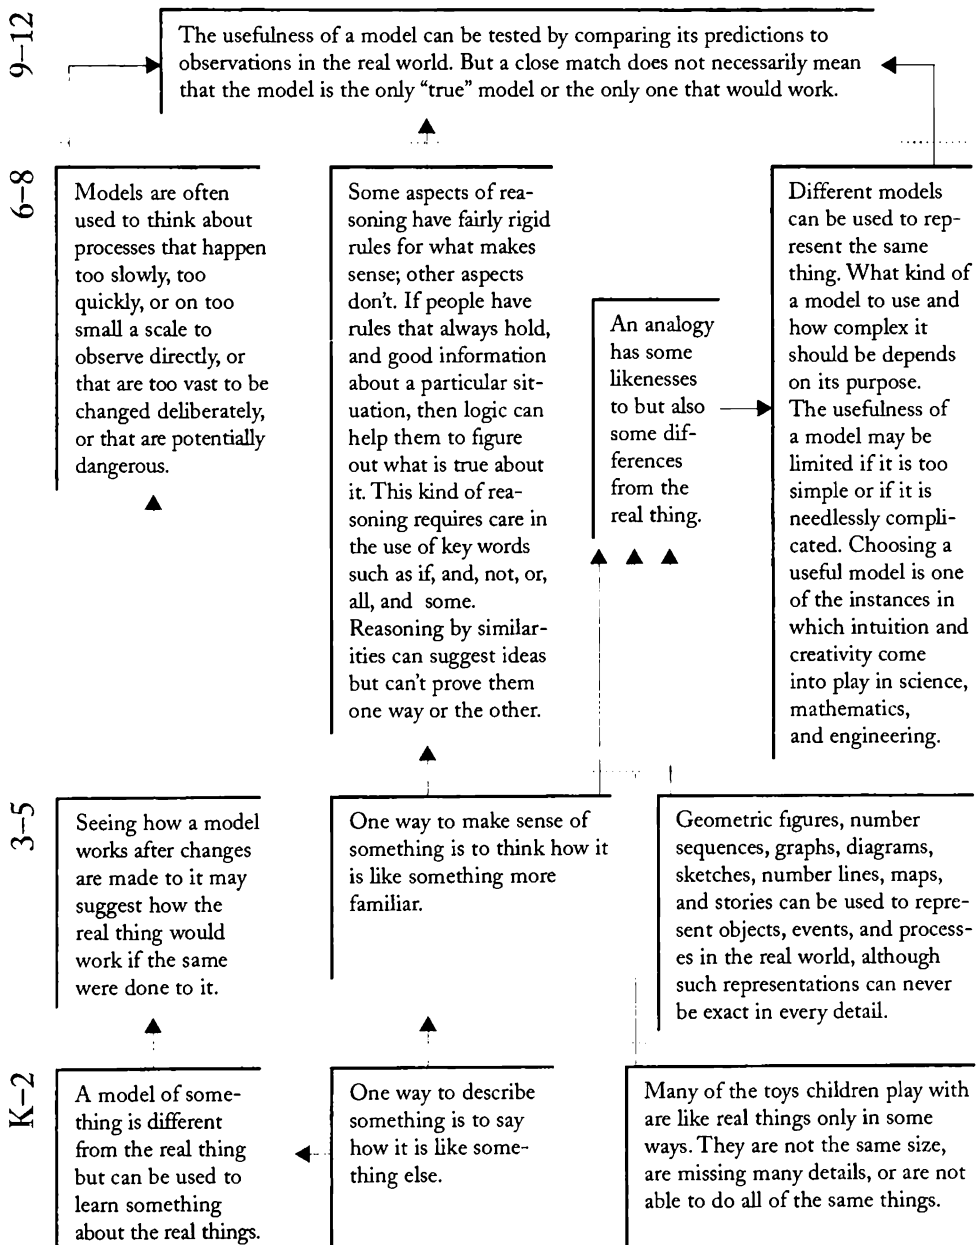 9–12
The usefulness of a model can be tested by comparing its predictions to
observations in the real world. But a close match does not necessarily mean
that the model is the only “true” model or the only one that would work.
6–8
Models are often
used to think about
processes that happen
too slowly, too
quickly, or on too
small a scale to
observe directly, or
that are too vast to be
changed deliberately,
or that are potentially
dangerous.
Some aspects of rea-
soning have fairly rigid
rules for what makes
sense; other aspects
don't. If people have
rules that always hold,
and good information
about a particular sit-
uation, then logic can
help them to figure
out what is true about
it. This kind of rea-
soning requires care in
the use of key words
such as if, and, not, or,
all, and some.
Reasoning by similar-
ities can suggest ideas
but can't prove them
one way or the other.
An analogy
has some
likenesses
to but also
some dif-
ferences
from the
real thing.
Different models
can be used to rep-
resent the same
thing. What kind of
a model to use and
how complex it
should be depends
on its purpose.
The usefulness of
a model may be
limited if it is too
simple or if it is
needlessly compli-
cated. Choosing a
useful model is one
of the instances in
which intuition and
creativity come
into play in science,
mathematics,
and engineering.
3–5
Seeing how a model
works after changes
are made to it may
suggest how the
real thing would
work if the same
were done to it.
One way to make sense of
something is to think how it
is like something more
familiar.
Geometric figures, number
sequences, graphs, diagrams,
sketches, number lines, maps,
and stories can be used to repre-
sent objects, events, and process-
es in the real world, although
such representations can never
be exact in every detail.
K–2
A model of some-
thing is different
from the real thing
but can be used to
learn something
about the real things.
One way to describe
something is to say
how it is like some-
thing else.
Many of the toys children play with
are like real things only in some
ways. They are not the same size,
are missing many details, or are not
able to do all of the same things.